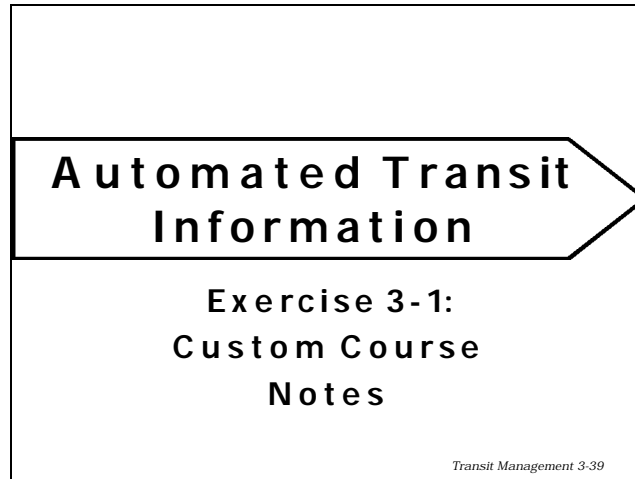 Automated Transit
Information
Exercise 3-1:
Custom Course
Notes
Transit Management 3-39